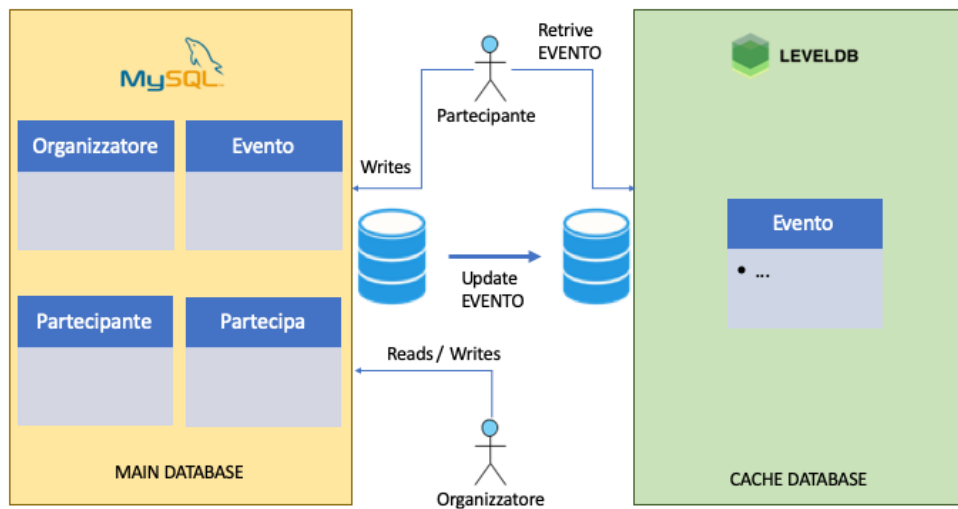 MySQL
Organizzatore
Evento
Partecipante
Partecipa
MAIN DATABASE
Retrive
EVENTO
Partecipante
Writes
Update
EVENTO
Reads / Writes
Organizzatore
LEVELDB
Evento
• ...
CACHE DATABASE